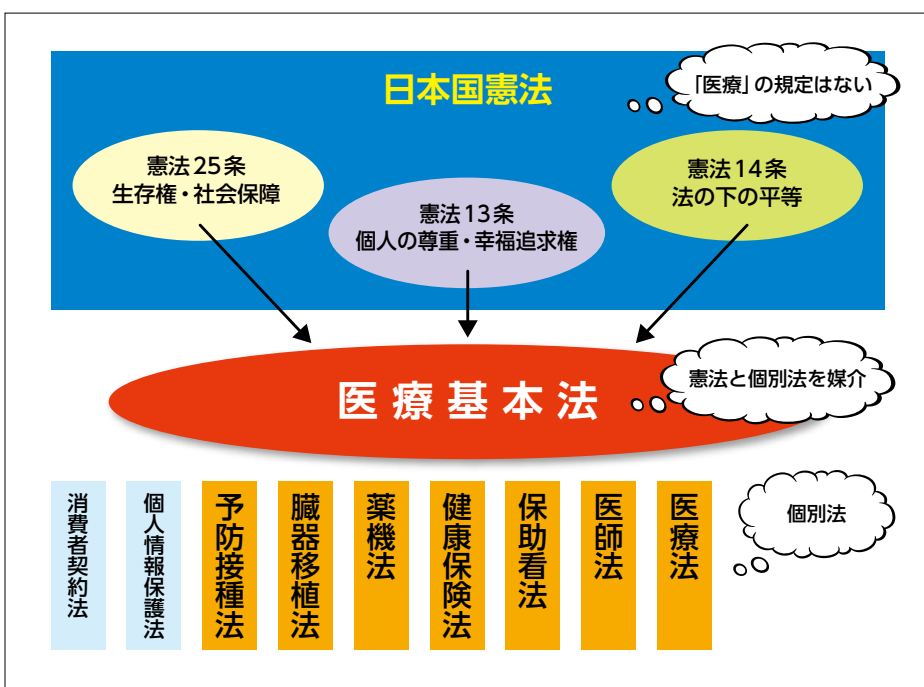 日本国憲法
「医療」の規定はない
憲法25条
生存権・社会保障
憲法13条
個人の尊重・幸福追求権
憲法14条
法の下の平等
医療基本法
憲法と個別法を媒介
消費者契約法
個人情報保護法
予防接種法
臓器移植法
薬機法
健康保険法
保助看法
医師法
医療法
個別法